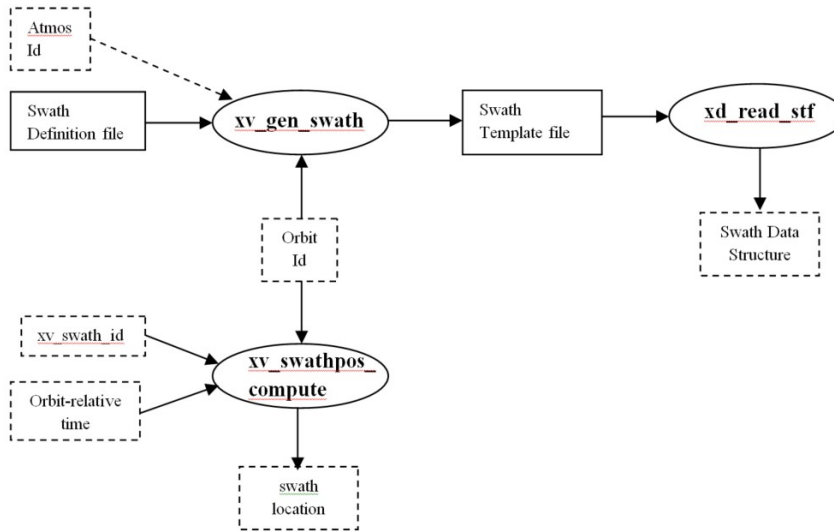 Atmos
Id
Swath
Definition file
xv_gen_swath
Swath
Template file
xd_read_stf
Orbit
Id
Swath Data
Structure
xv_swath_id
xv_swathpos_
compute
Orbit-relative
time
swath
location